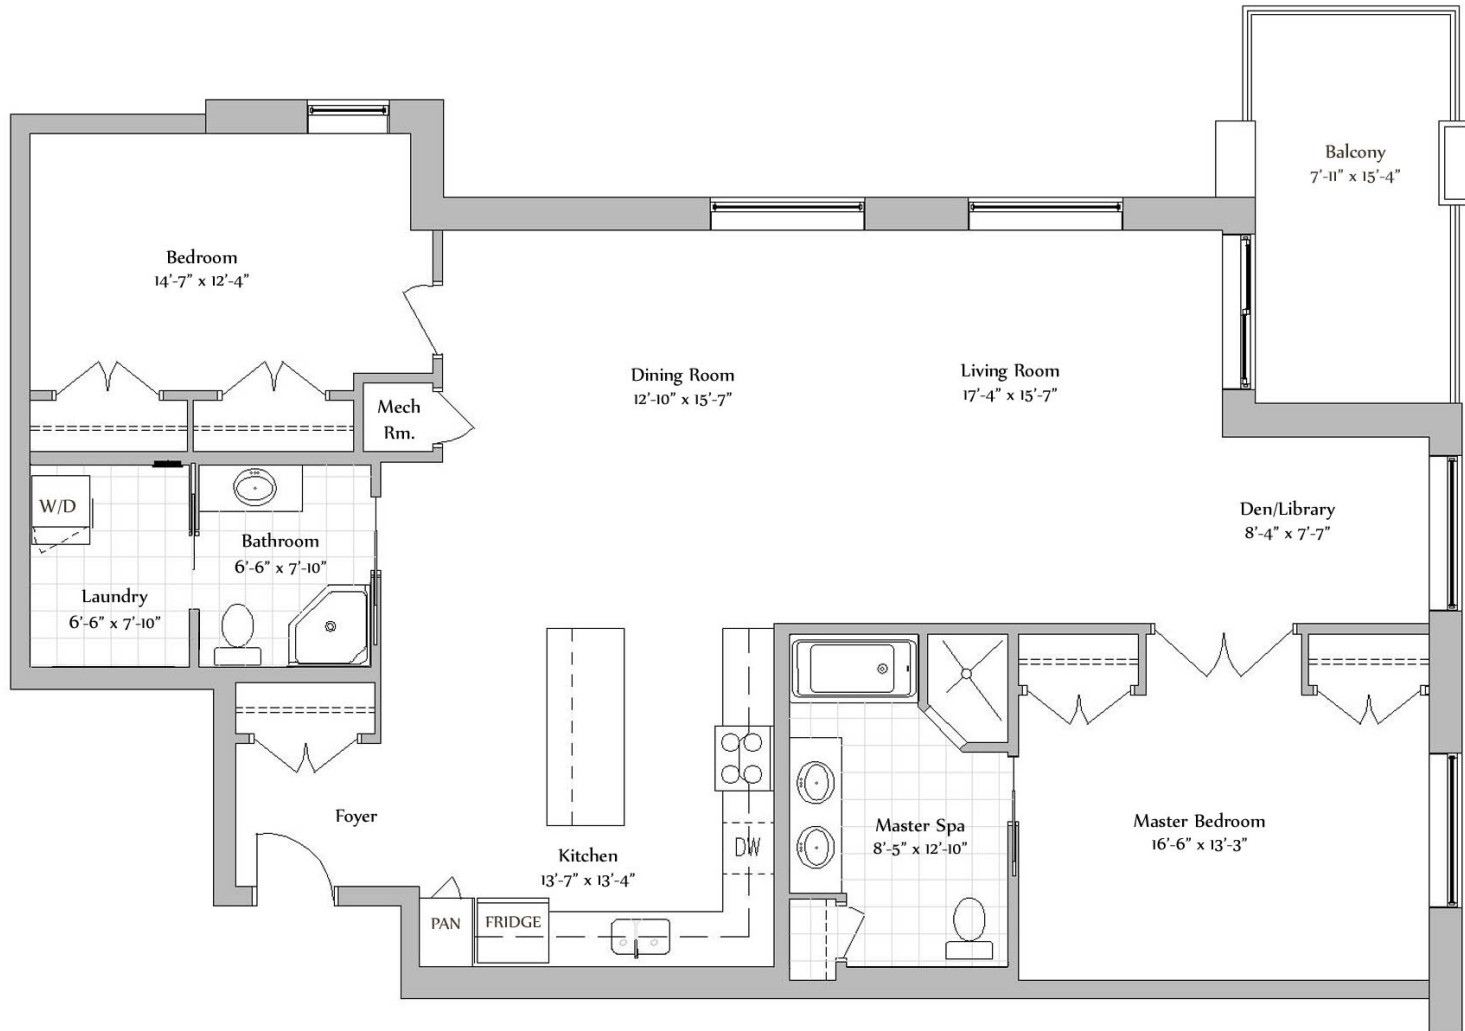 Balcony
7'-11" x 15'-4"
Bedroom
14'-7" x 12'-4"
Dining Room
12'-10" x 15'-7"
Living Room
17'-4" x 15'-7"
Mech
Rm.
W/D
Bathroom
6'-6" x 7'-10"
Laundry
6'-6" x 7'-10"
Den/Library
8'-4" x 7'-7"
Foyer
Kitchen
13'-7" x 13'-4"
DW
PAN
FRIDGE
Master Spa
8'-5" x 12'-10"
Master Bedroom
16'-6" x 13'-3"